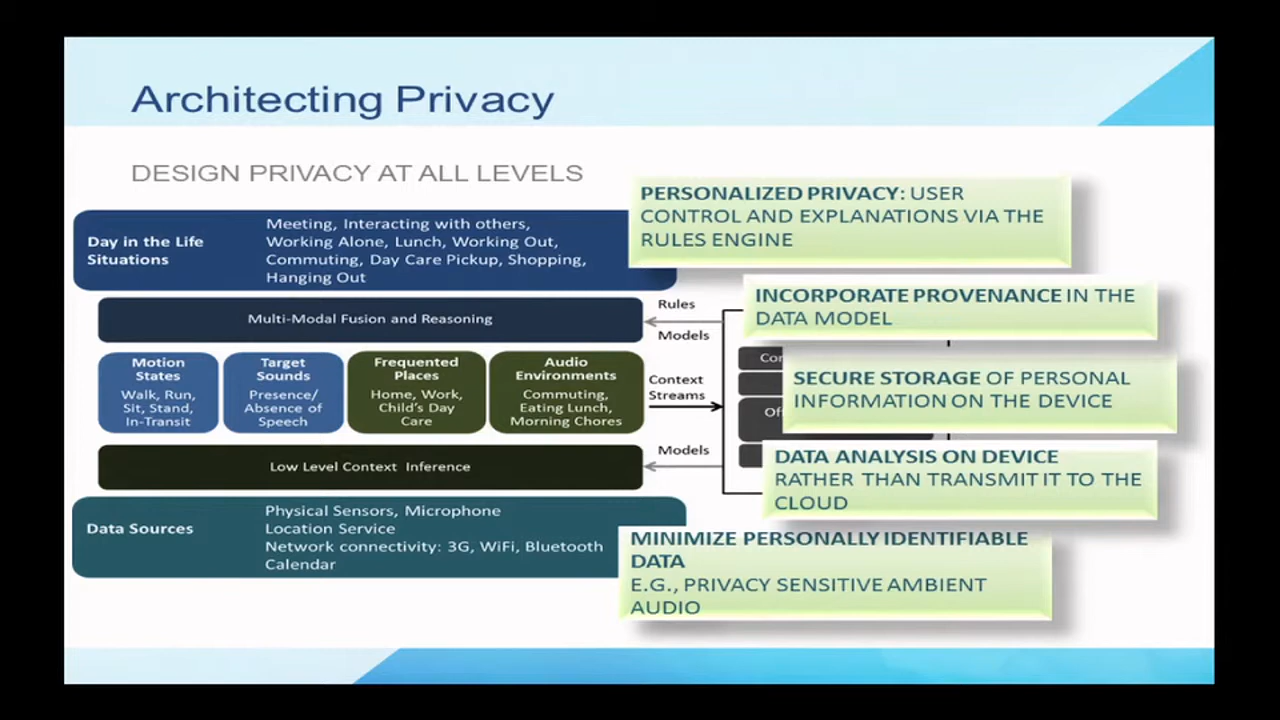 Architecting Privacy
DESIGN PRIVACY AT ALL LEVELS
Day in the Life
Situations
Meeting, Interacting with others,
Working Alone, Lunch, Working Out,
Commuting, Day Care Pickup, Shopping,
Hanging Out
PERSONALIZED PRIVACY: USER
CONTROL AND EXPLANATIONS VIA THE
RULES ENGINE
Multi-Modal Fusion and Reasoning
Rules
Models
INCORPORATE PROVENANCE IN THE
DATA MODEL
Motion
States
Walk, Run,
Sit, Stand,
In-Transit
Target
Sounds
Presence/
Absence of
Speech
Frequented
Places
Home, Work,
Child's Day
Care
Audio
Environments
Commuting,
Eating Lunch,
Morning Chores
Context
Streams
Con
Of
SECURE STORAGE OF PERSONAL
INFORMATION ON THE DEVICE
Low Level Context Inference
Models
DATA ANALYSIS ON DEVICE
RATHER THAN TRANSMIT IT TO THE
CLOUD
Data Sources
Physical Sensors, Microphone
Location Service
Network connectivity: 3G, WiFi, Bluetooth
Calendar
MINIMIZE PERSONALLY IDENTIFIABLE
DATA
E.G., PRIVACY SENSITIVE AMBIENT
AUDIO